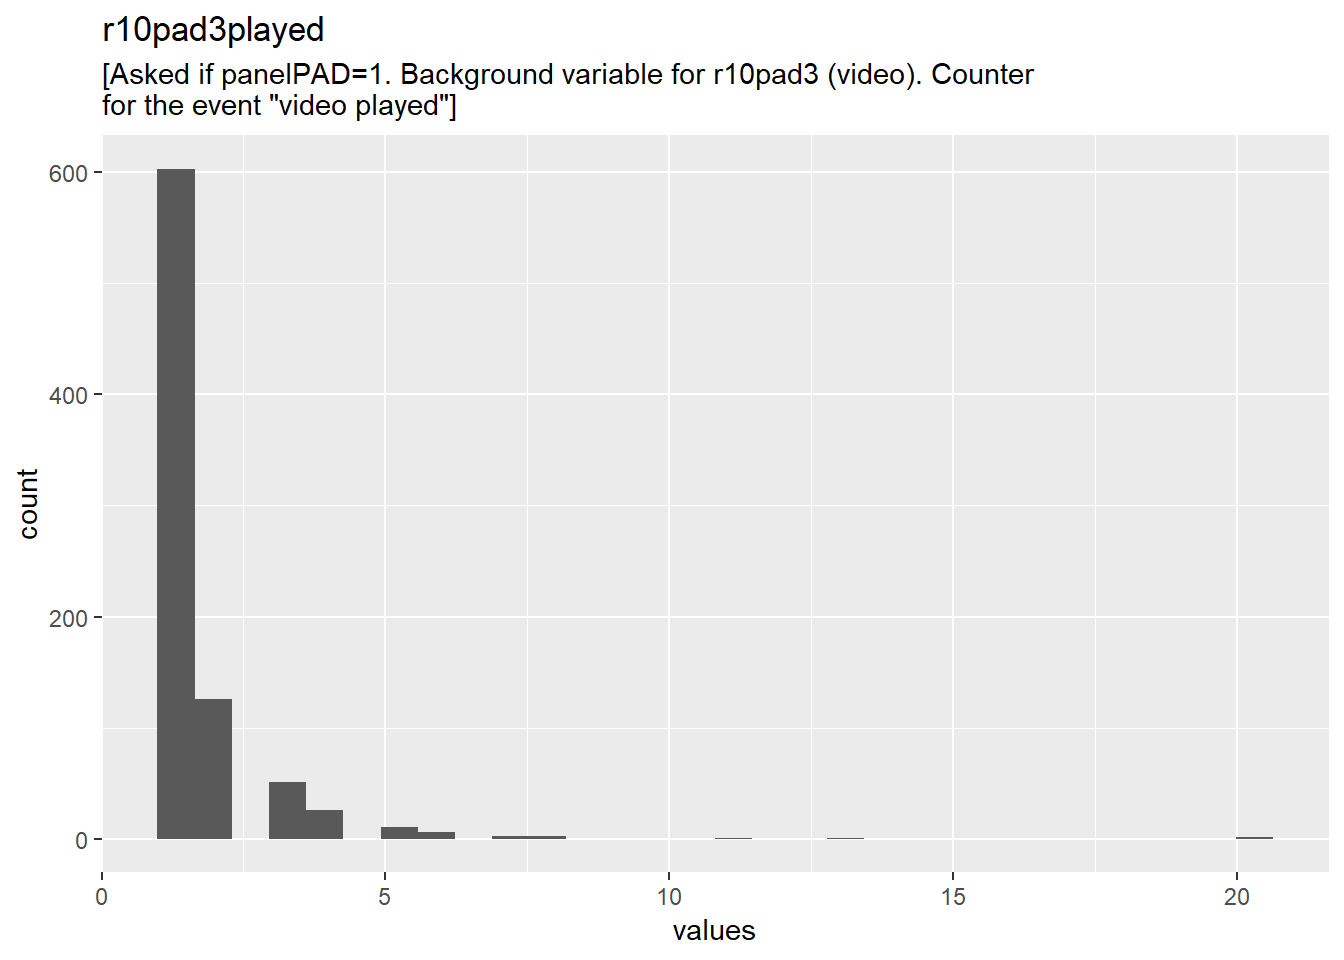 r10pad3played
[Asked if panelPAD=1. Background variable for r10pad3 (video). Counter
for the event "video played"]
600
400
200
0
count
0 5 10 15 20
values